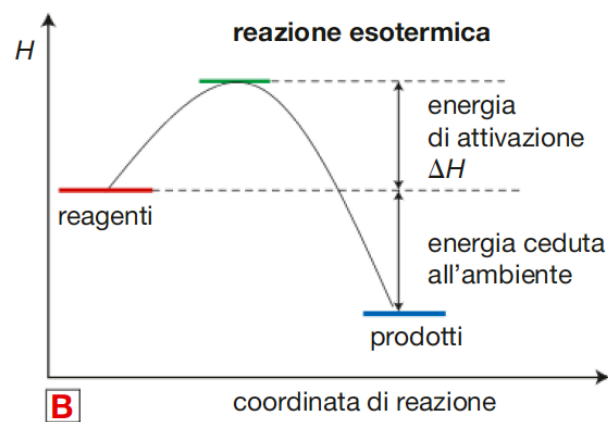 reazione esotermica
H
energia
di attivazione
ΔH
reagenti
energia ceduta
all'ambiente
prodotti
B
coordinata di reazione